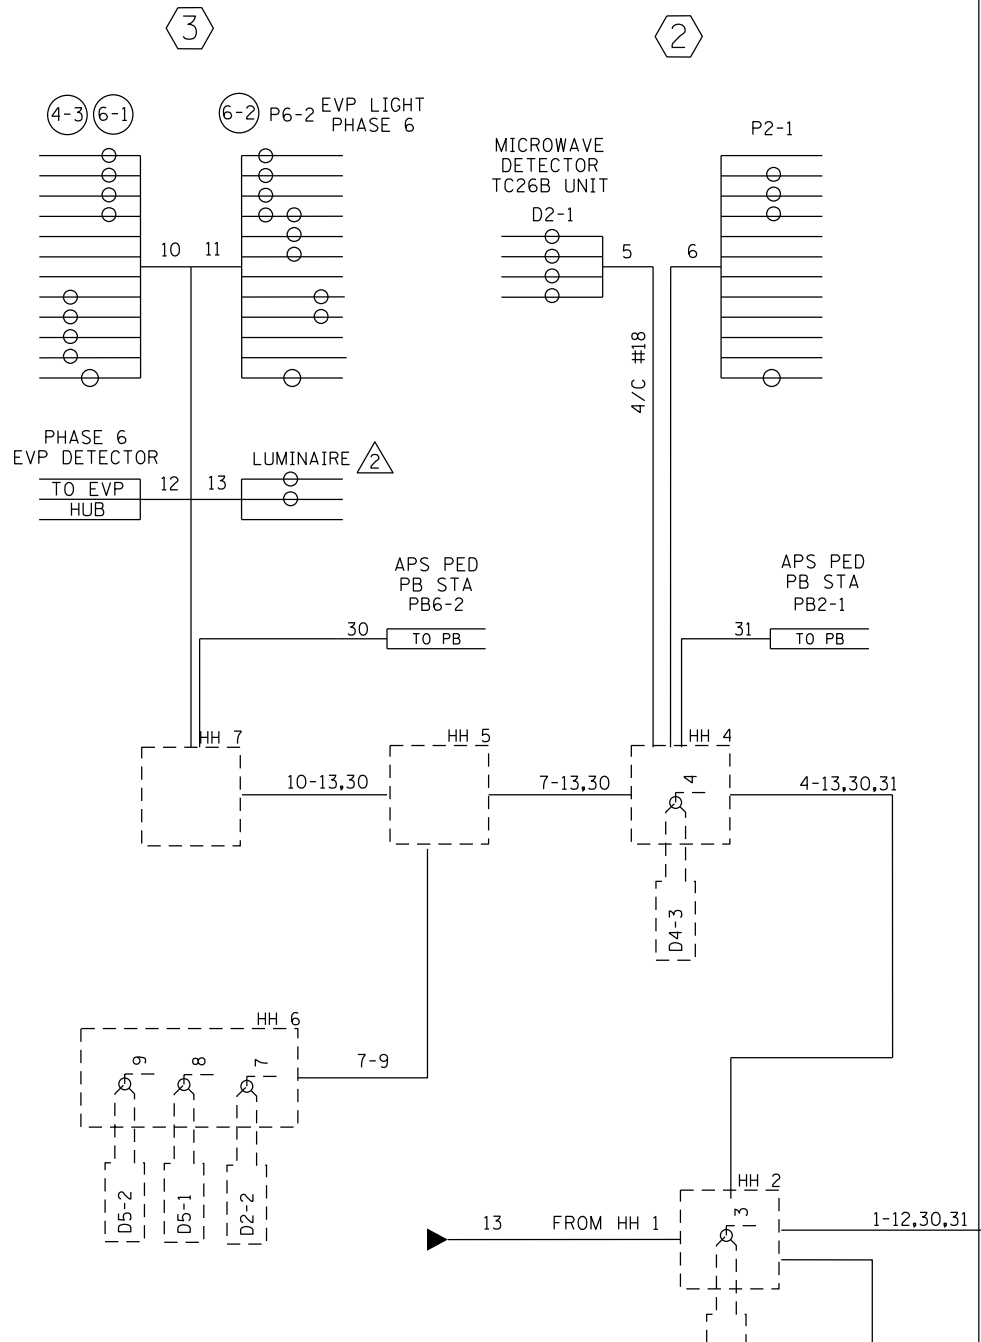 3
2
4-3 6-1
6-2 P6-2 EVP LIGHT
PHASE 6
MICROWAVE
DETECTOR
TC26B UNIT
D2-1
P2-1
10 11
5 6
4/C #18
PHASE 6
EVP DETECTOR
TO EVP
HUB
12 13
LUMINAIRE 2
APS PED
PB STA
PB6-2
30 TO PB
APS PED
PB STA
PB2-1
31 TO PB
HH 7
HH 5
HH 4
10-13,30
7-13,30
4
4-13,30,31
D4-3
HH 6
9 8 7
7-9
D5-2
D5-1
D2-2
HH 2
3
13 FROM HH 1
1-12,30,31